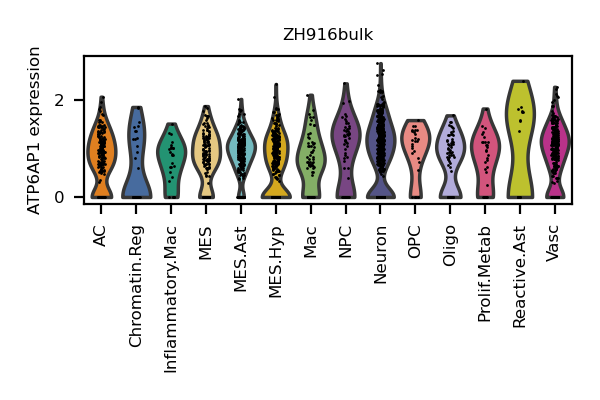 ZH916bulk
ATP6AP1 expression
2
0
AC
Chromatin.Reg
Inflammatory.Mac
MES
MES.Ast
MES.Hyp
Mac
NPC
Neuron
OPC
Oligo
Prolif.Metab
Reactive.Ast
Vasc